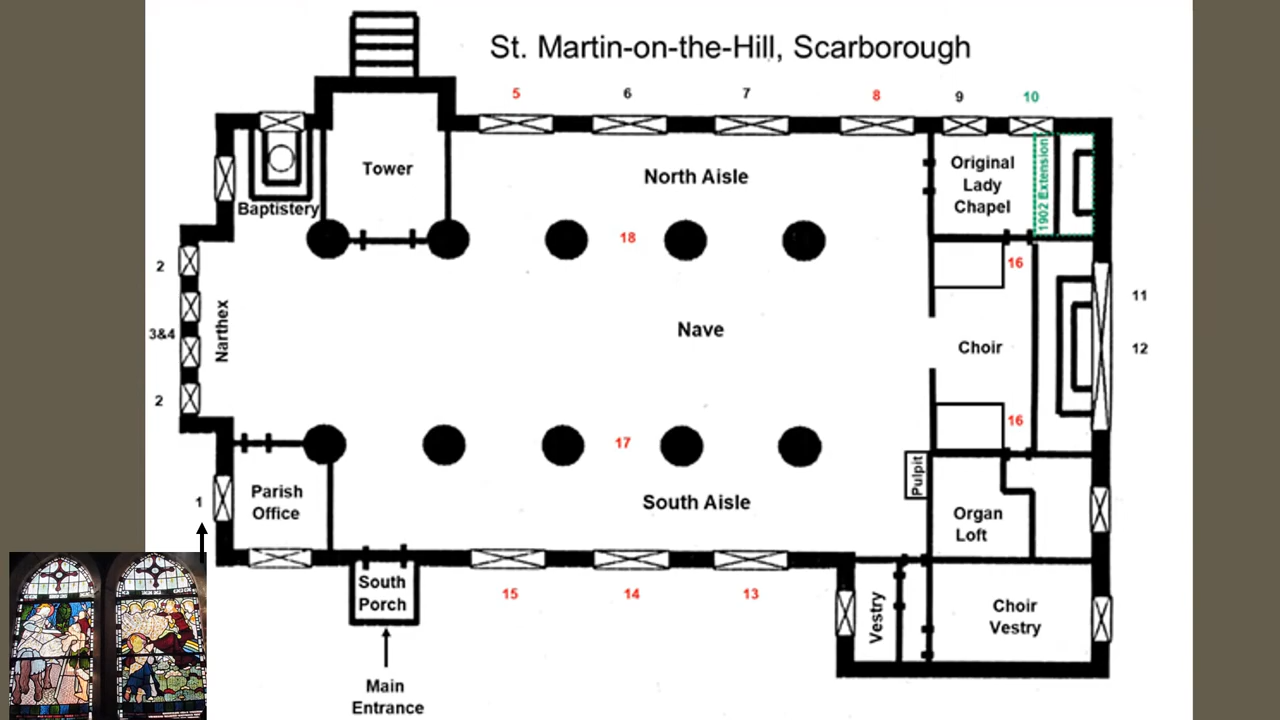 St. Martin-on-the-Hill, Scarborough
5 6 7 8 9 10
Tower
North Aisle
Original
Lady
Chapel
1902 Extension
Baptistery
18
16
2
Narthex
3&4
2
Nave
Choir
11
12
17
16
Pulpit
1
Parish
Office
South Aisle
Organ
Loft
South
Porch
15 14 13
Vestry
Choir
Vestry
Main
Entrance